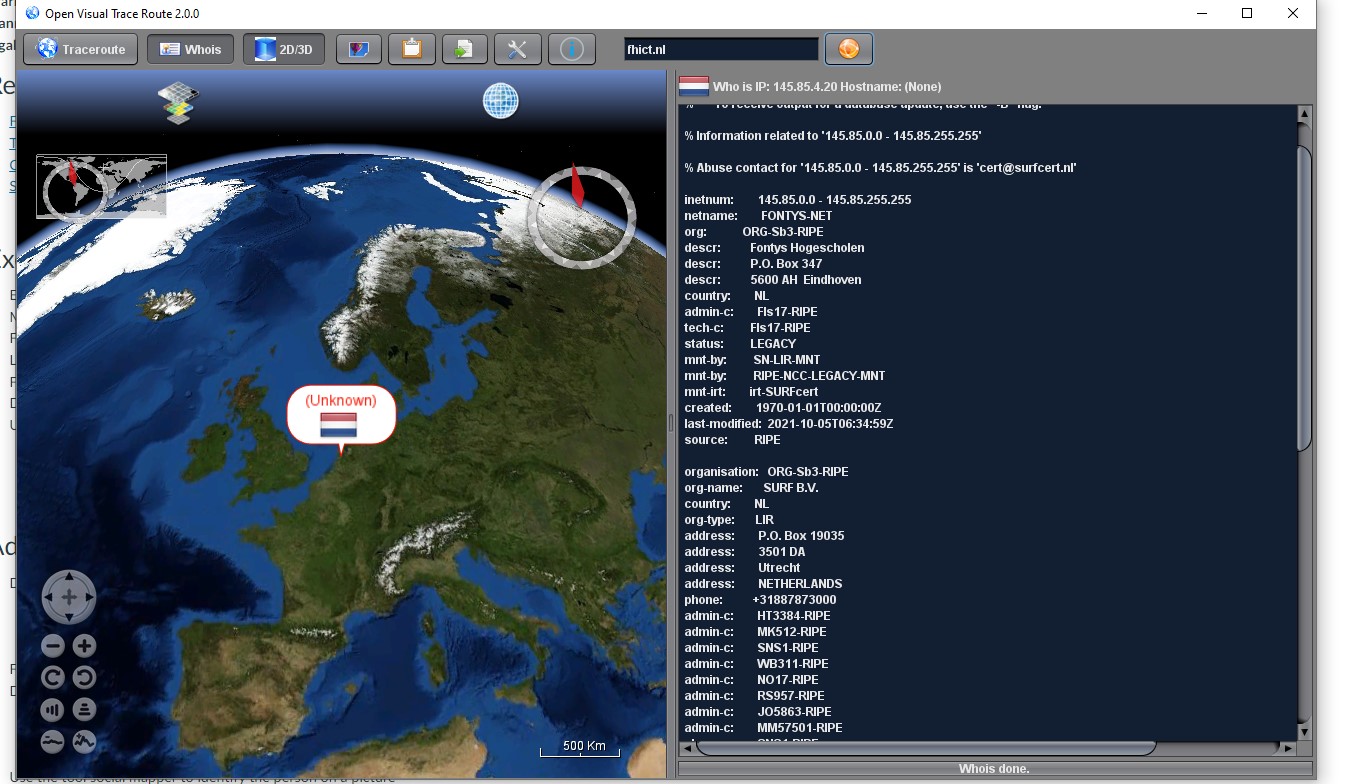 Open Visual Trace Route 2.0.0
Traceroute
Whois
2D/3D
fhict.nl
Who is IP: 145.85.4.20 Hostname: (None)
% To receive output for a database update, use the "-B" flag.
% Information related to '145.85.0.0 - 145.85.255.255'
% Abuse contact for '145.85.0.0 - 145.85.255.255' is 'cert@surfcert.nl'
inetnum: 145.85.0.0 - 145.85.255.255
netname: FONTYS-NET
org: ORG-Sb3-RIPE
descr: Fontys Hogescholen
descr: P.O. Box 347
descr: 5600 AH Eindhoven
country: NL
admin-c: FIs17-RIPE
tech-c: FIs17-RIPE
status: LEGACY
mnt-by: SN-LIR-MNT
mnt-by: RIPE-NCC-LEGACY-MNT
mnt-irt: irt-SURFcert
created: 1970-01-01T00:00:00Z
last-modified: 2021-10-05T06:34:59Z
source: RIPE
organisation: ORG-Sb3-RIPE
org-name: SURF B.V.
country: NL
org-type: LIR
address: P.O. Box 19035
address: 3501 DA
address: Utrecht
address: NETHERLANDS
phone: +31887873000
admin-c: HT3384-RIPE
admin-c: MK512-RIPE
admin-c: SNS1-RIPE
admin-c: WB311-RIPE
admin-c: NO17-RIPE
admin-c: RS957-RIPE
admin-c: JO5863-RIPE
admin-c: MM57501-RIPE
(Unknown)
500 Km
Whois done.
Use the tool social mapper to identify the person on a picture